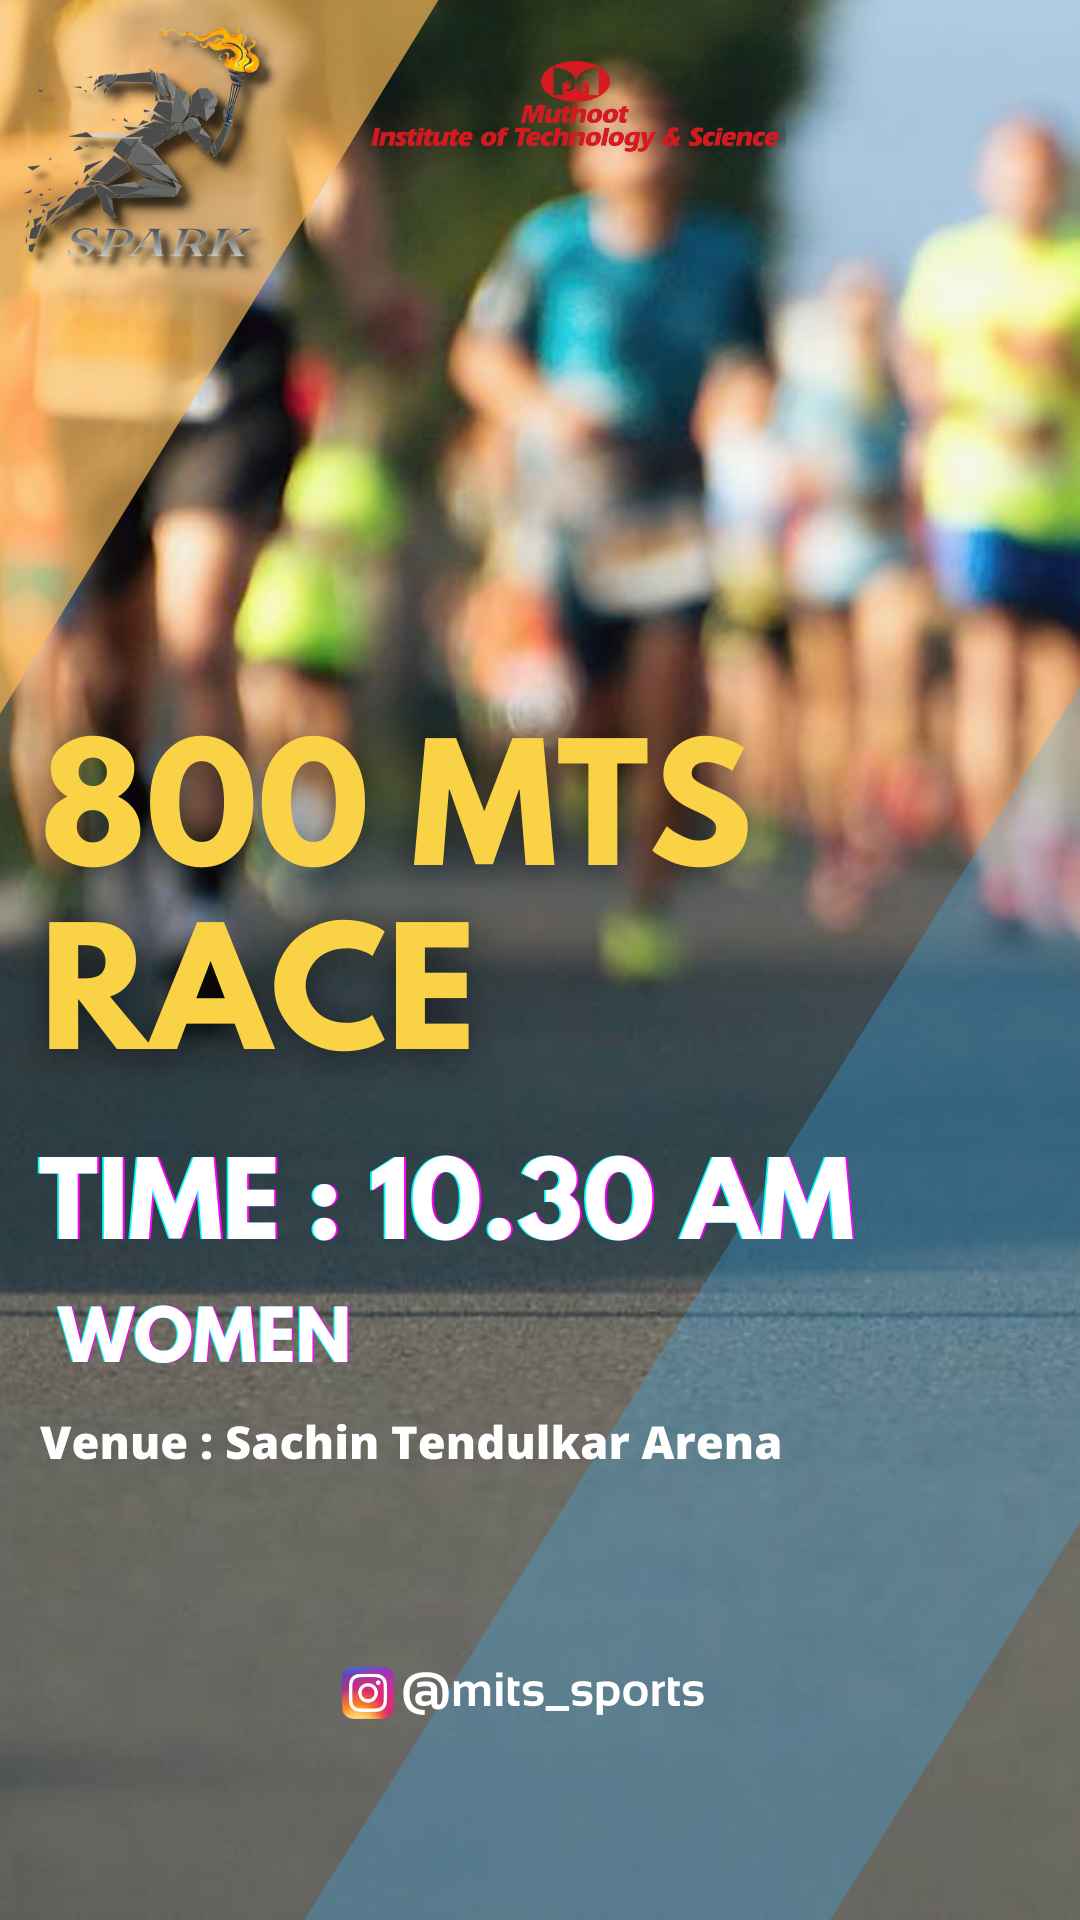 SPARK
Muthoot
Institute of Technology & Science
800 MTS
RACE
TIME : 10.30 AM
WOMEN
Venue : Sachin Tendulkar Arena
@mits_sports